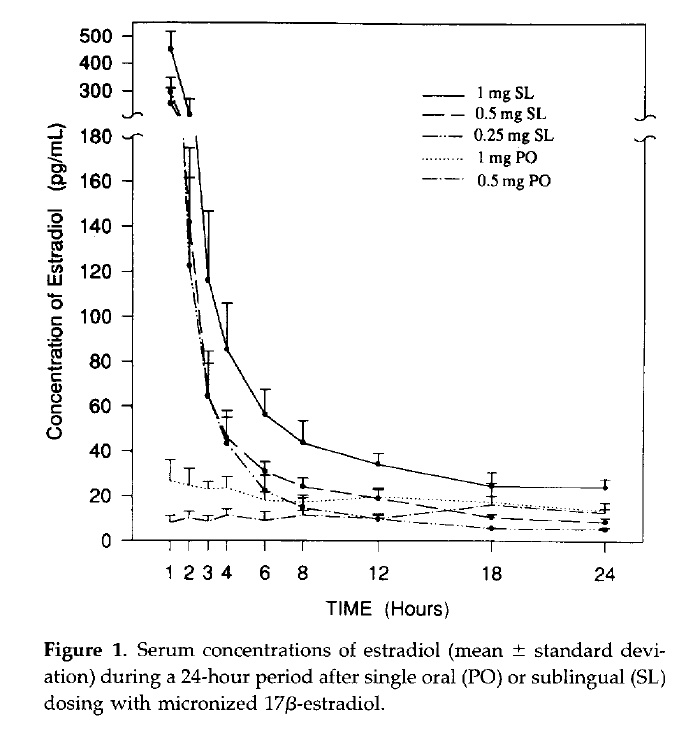 500
400
300
180
160
140
120
100
80
60
40
20
0
Concentration of Estradiol (pg/mL)
1 mg SL
0.5 mg SL
0.25 mg SL
1 mg PO
0.5 mg PO
1 2 3 4 6 8 12 18 24
TIME (Hours)
Figure 1. Serum concentrations of estradiol (mean ± standard devi-
ation) during a 24-hour period after single oral (PO) or sublingual (SL)
dosing with micronized 17β-estradiol.